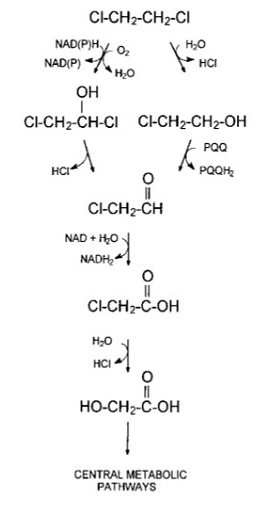 Cl-CH₂-CH₂-Cl
NAD(P)H O₂ H₂O
NAD(P) H₂O HCl
OH
Cl-CH₂-CH-Cl Cl-CH₂-CH₂-OH
HCl PQQ
PQQH₂
O
Cl-CH₂-CH
NAD + H₂O
NADH₂
O
Cl-CH₂-C-OH
H₂O
HCl
O
HO-CH₂-C-OH
CENTRAL METABOLIC
PATHWAYS